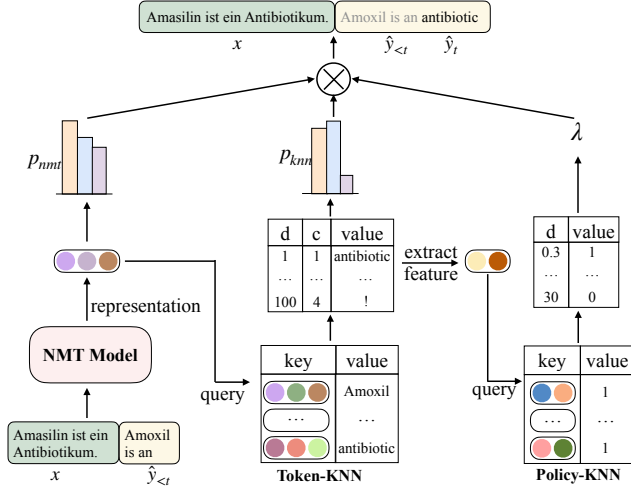 Amasilin ist ein Antibiotikum. Amoxil is an antibiotic
x ŷ<t ŷt
p_nmt
p_knn
λ
d c value
1 1 antibiotic
... ... ...
100 4 !
extract
feature
d value
0.3 1
... ...
30 0
representation
NMT Model
query
key value
Amoxil
... ...
antibiotic
Token-KNN
query
key value
1
... ...
1
Policy-KNN
Amasilin ist ein
Antibiotikum.
Amoxil
is an
x ŷ<t